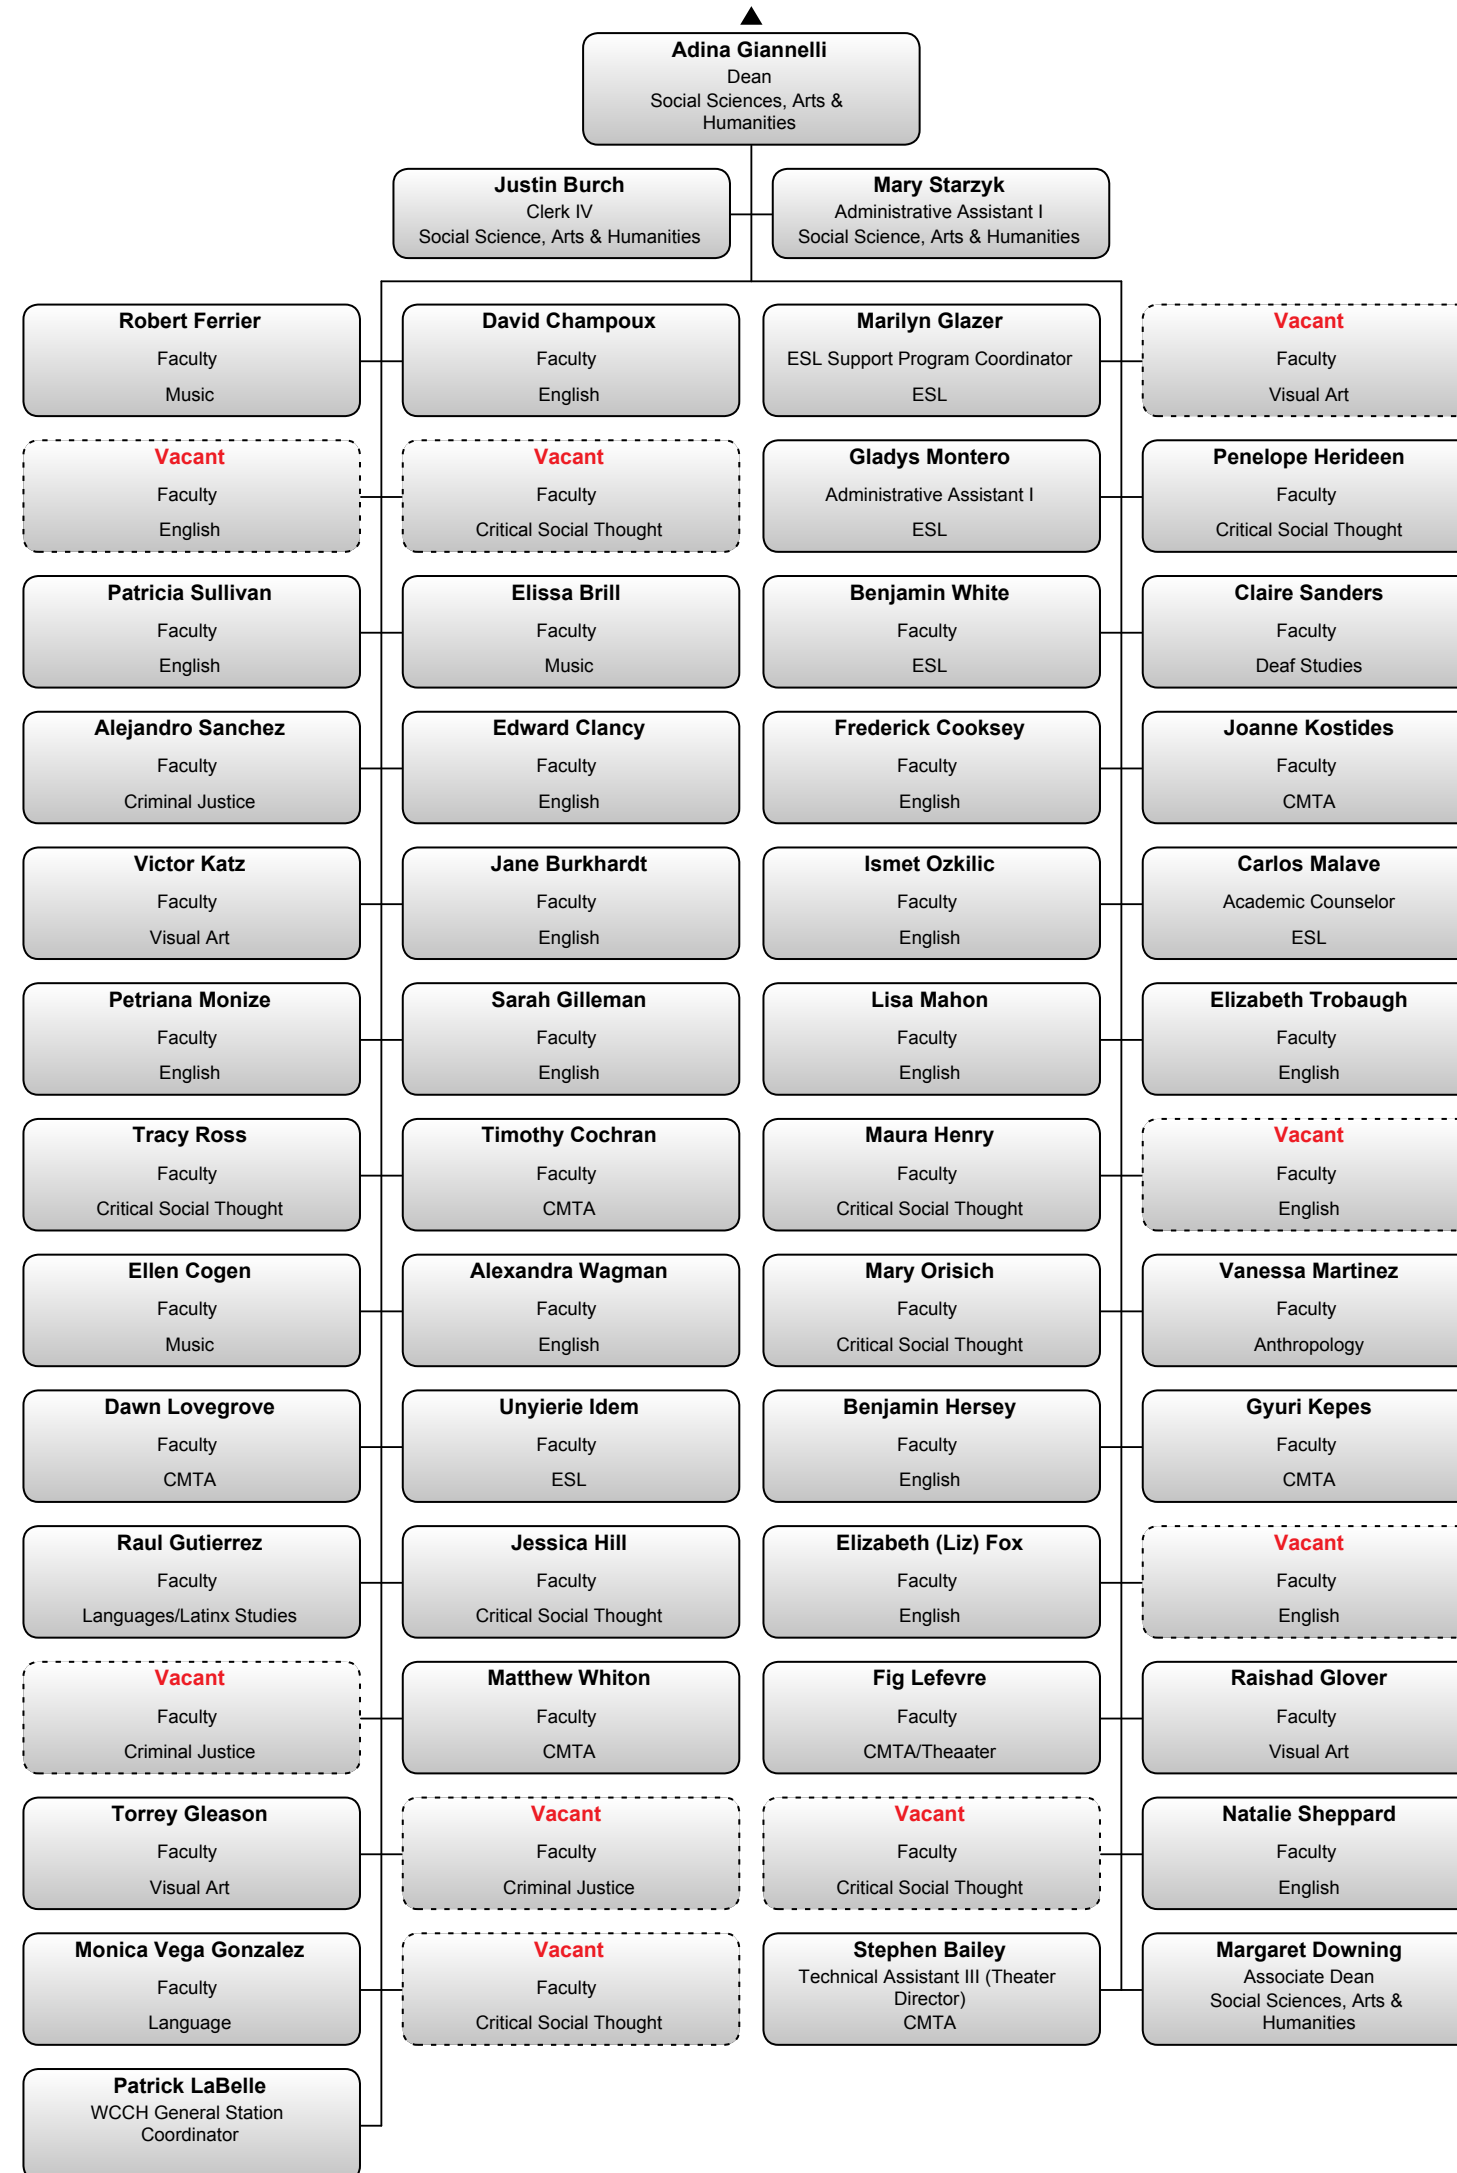 Adina Giannelli
Dean
Social Sciences, Arts &
Humanities
Justin Burch
Clerk IV
Social Science, Arts & Humanities
Mary Starzyk
Administrative Assistant I
Social Science, Arts & Humanities
Robert Ferrier
Faculty
Music
David Champoux
Faculty
English
Marilyn Glazer
ESL Support Program Coordinator
ESL
Vacant
Faculty
Visual Art
Vacant
Faculty
English
Vacant
Faculty
Critical Social Thought
Gladys Montero
Administrative Assistant I
ESL
Penelope Herideen
Faculty
Critical Social Thought
Patricia Sullivan
Faculty
English
Elissa Brill
Faculty
Music
Benjamin White
Faculty
ESL
Claire Sanders
Faculty
Deaf Studies
Alejandro Sanchez
Faculty
Criminal Justice
Edward Clancy
Faculty
English
Frederick Cooksey
Faculty
English
Joanne Kostides
Faculty
CMTA
Victor Katz
Faculty
Visual Art
Jane Burkhardt
Faculty
English
Ismet Ozkilic
Faculty
English
Carlos Malave
Academic Counselor
ESL
Petriana Monize
Faculty
English
Sarah Gilleman
Faculty
English
Lisa Mahon
Faculty
English
Elizabeth Trobaugh
Faculty
English
Tracy Ross
Faculty
Critical Social Thought
Timothy Cochran
Faculty
CMTA
Maura Henry
Faculty
Critical Social Thought
Vacant
Faculty
English
Ellen Cogen
Faculty
Music
Alexandra Wagman
Faculty
English
Mary Orisich
Faculty
Critical Social Thought
Vanessa Martinez
Faculty
Anthropology
Dawn Lovegrove
Faculty
CMTA
Unyierie Idem
Faculty
ESL
Benjamin Hersey
Faculty
English
Gyuri Kepes
Faculty
CMTA
Raul Gutierrez
Faculty
Languages/Latinx Studies
Jessica Hill
Faculty
Critical Social Thought
Elizabeth (Liz) Fox
Faculty
English
Vacant
Faculty
English
Vacant
Faculty
Criminal Justice
Matthew Whiton
Faculty
CMTA
Fig Lefevre
Faculty
CMTA/Theaater
Raishad Glover
Faculty
Visual Art
Torrey Gleason
Faculty
Visual Art
Vacant
Faculty
Criminal Justice
Vacant
Faculty
Critical Social Thought
Natalie Sheppard
Faculty
English
Monica Vega Gonzalez
Faculty
Language
Vacant
Faculty
Critical Social Thought
Stephen Bailey
Technical Assistant III (Theater
Director)
CMTA
Margaret Downing
Associate Dean
Social Sciences, Arts &
Humanities
Patrick LaBelle
WCCH General Station
Coordinator